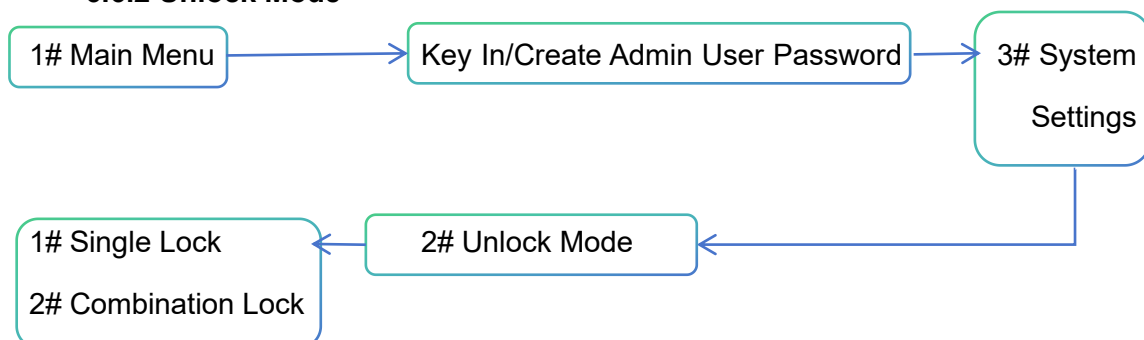 Unlock Mode
1# Main Menu
Key In/Create Admin User Password
3# System
Settings
2# Unlock Mode
1# Single Lock
2# Combination Lock